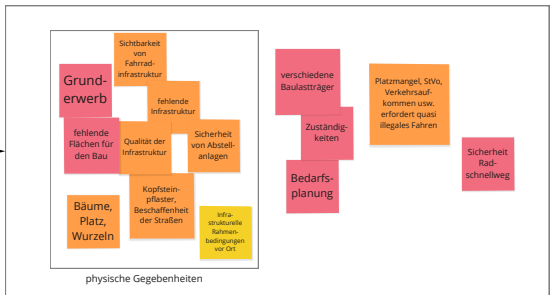 Sichtbarkeit
von
Fahrrad-
infrastruktur
Grund-
erwerb
fehlende
Infrastruktur
fehlende
Flächen für
den Bau
Qualität der
Infrastruktur
Sicherheit
von Abstell-
anlagen
Bäume,
Platz,
Wurzeln
Kopfstein-
pflaster,
Beschaffenheit
der Straßen
Infra-
strukturelle
Rahmen-
bedingungen
vor Ort
physische Gegebenheiten
verschiedene
Baulastträger
Zuständig-
keiten
Bedarfs-
planung
Platzmangel, StVo,
Verkehrsauf-
kommen usw.
erfordert quasi
illegales Fahren
Sicherheit
Rad-
schnellweg